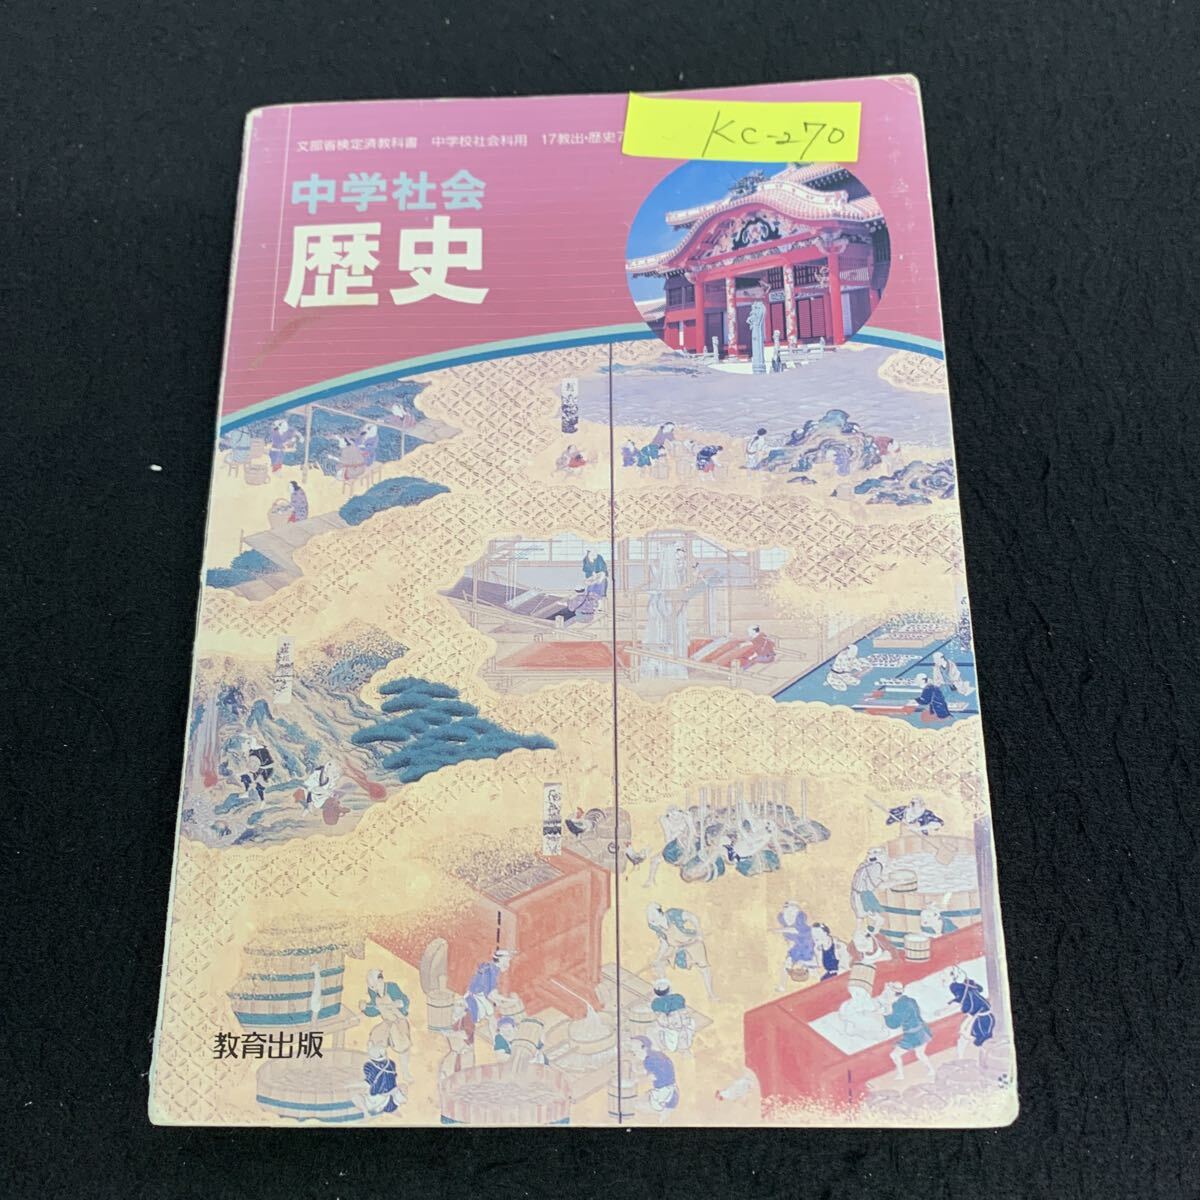 文部省検定済教科書 中学校社会科用 17教出・歴史7
KC-270
中学社会
歴史
教育出版